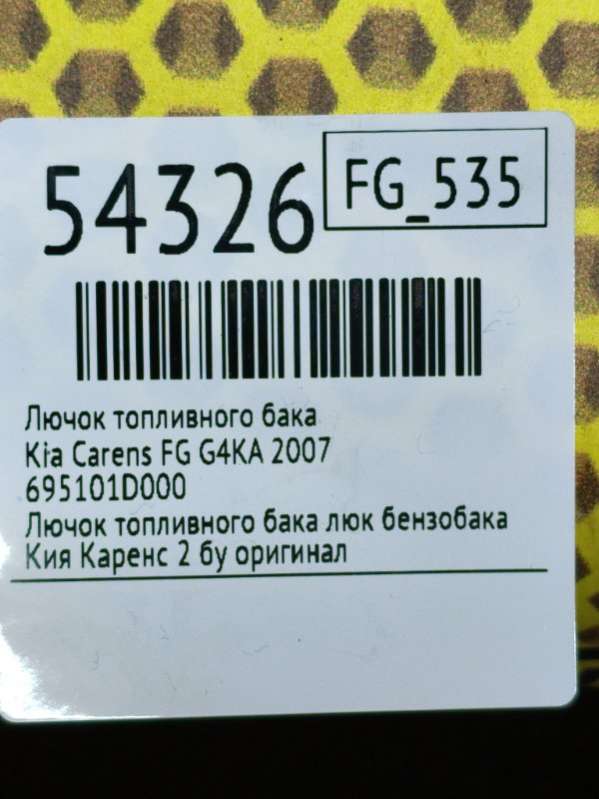 54326
FG_535
Лючок топливного бака
Kia Carens FG G4KA 2007
695101D000
Лючок топливного бака люк бензобака
Кия Каренс 2 бу оригинал